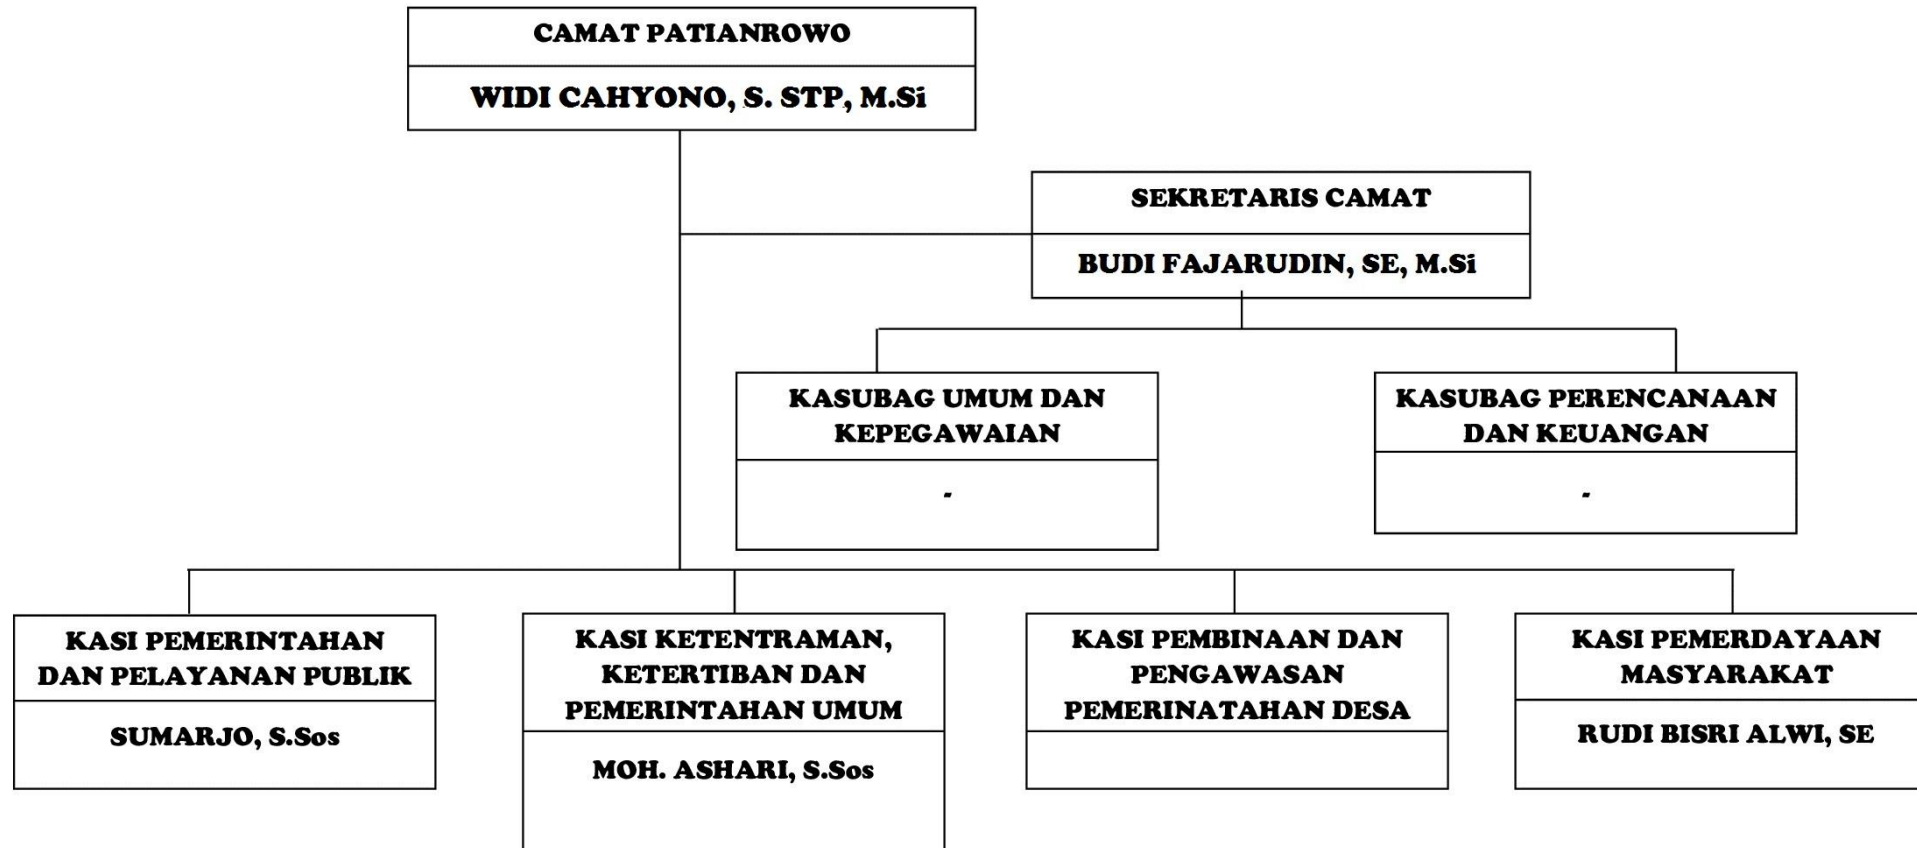 CAMAT PATIANROWO
WIDI CAHYONO, S. STP, M.Si
SEKRETARIS CAMAT
BUDI FAJARUDIN, SE, M.Si
KASUBAG UMUM DAN
KEPEGAWAIAN
-
KASUBAG PERENCANAAN
DAN KEUANGAN
-
KASI PEMERINTAHAN
DAN PELAYANAN PUBLIK
SUMARJO, S.Sos
KASI KETENTRAMAN,
KETERTIBAN DAN
PEMERINTAHAN UMUM
MOH. ASHARI, S.Sos
KASI PEMBINAAN DAN
PENGAWASAN
PEMERINATAHAN DESA
KASI PEMERDAYAAN
MASYARAKAT
RUDI BISRI ALWI, SE